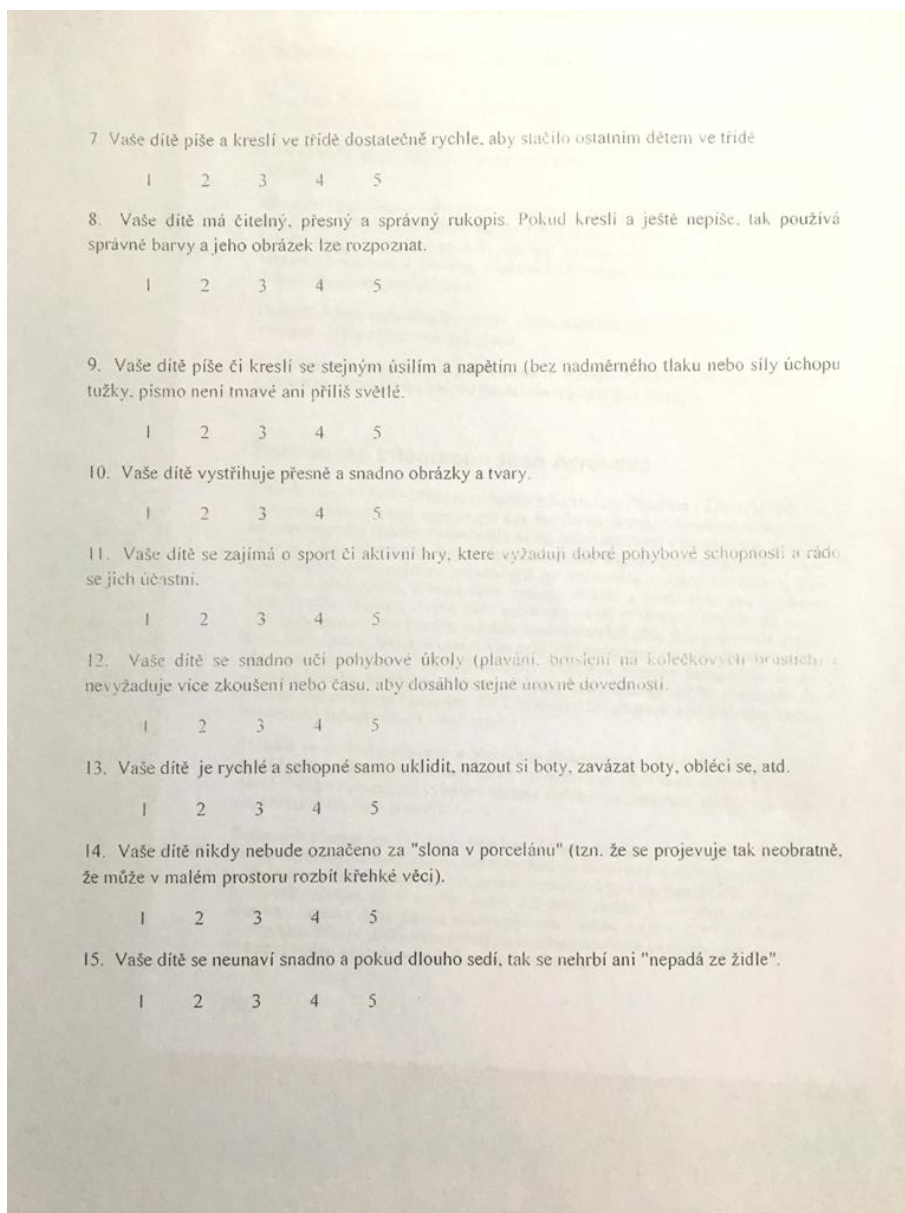 7 Vaše dítě píše a kreslí ve třídě dostatečně rychle, aby stačilo ostatním dětem ve třídě
1 2 3 4 5
8. Vaše dítě má čitelný, přesný a správný rukopis. Pokud kreslí a ještě nepíše, tak používá
správně barvy a jeho obrázek lze rozpoznat.
1 2 3 4 5
9. Vaše dítě píše či kreslí se stejným úsilím a napětím (bez nadměrného tlaku nebo síly úchopu
tužky, písmo není tmavé ani příliš světlé.
1 2 3 4 5
10. Vaše dítě vystřihuje přesně a snadno obrázky a tvary.
1 2 3 4 5
11. Vaše dítě se zajímá o sport či aktivní hry, které vyžadují dobré pohybové schopnosti a rádo
se jich účastní.
1 2 3 4 5
12. Vaše dítě se snadno učí pohybové úkoly (plavání, bruslení na kolečkových bruslích)
nevyžaduje více zkoušení nebo času, aby dosáhlo stejné úrovně dovedností.
1 2 3 4 5
13. Vaše dítě je rychlé a schopné samo uklidit, nazout si boty, zavázat boty, obléci se, atd.
1 2 3 4 5
14. Vaše dítě nikdy nebude označeno za "slona v porcelánu" (tzn. že se projevuje tak neobratně,
že může v malém prostoru rozbít křehké věci).
1 2 3 4 5
15. Vaše dítě se neunaví snadno a pokud dlouho sedí, tak se nehrbí ani "nepadá ze židle".
1 2 3 4 5